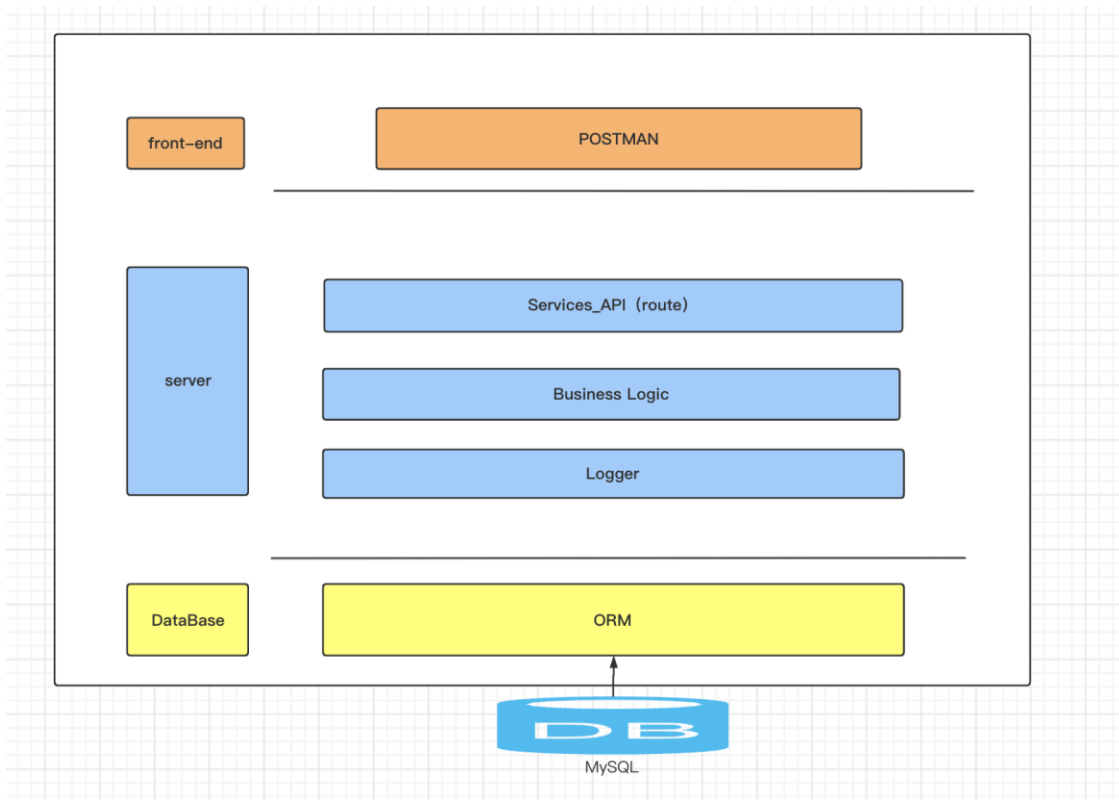 front-end
POSTMAN
server
Services_API（route）
Business Logic
Logger
DataBase
ORM
DB
MySQL